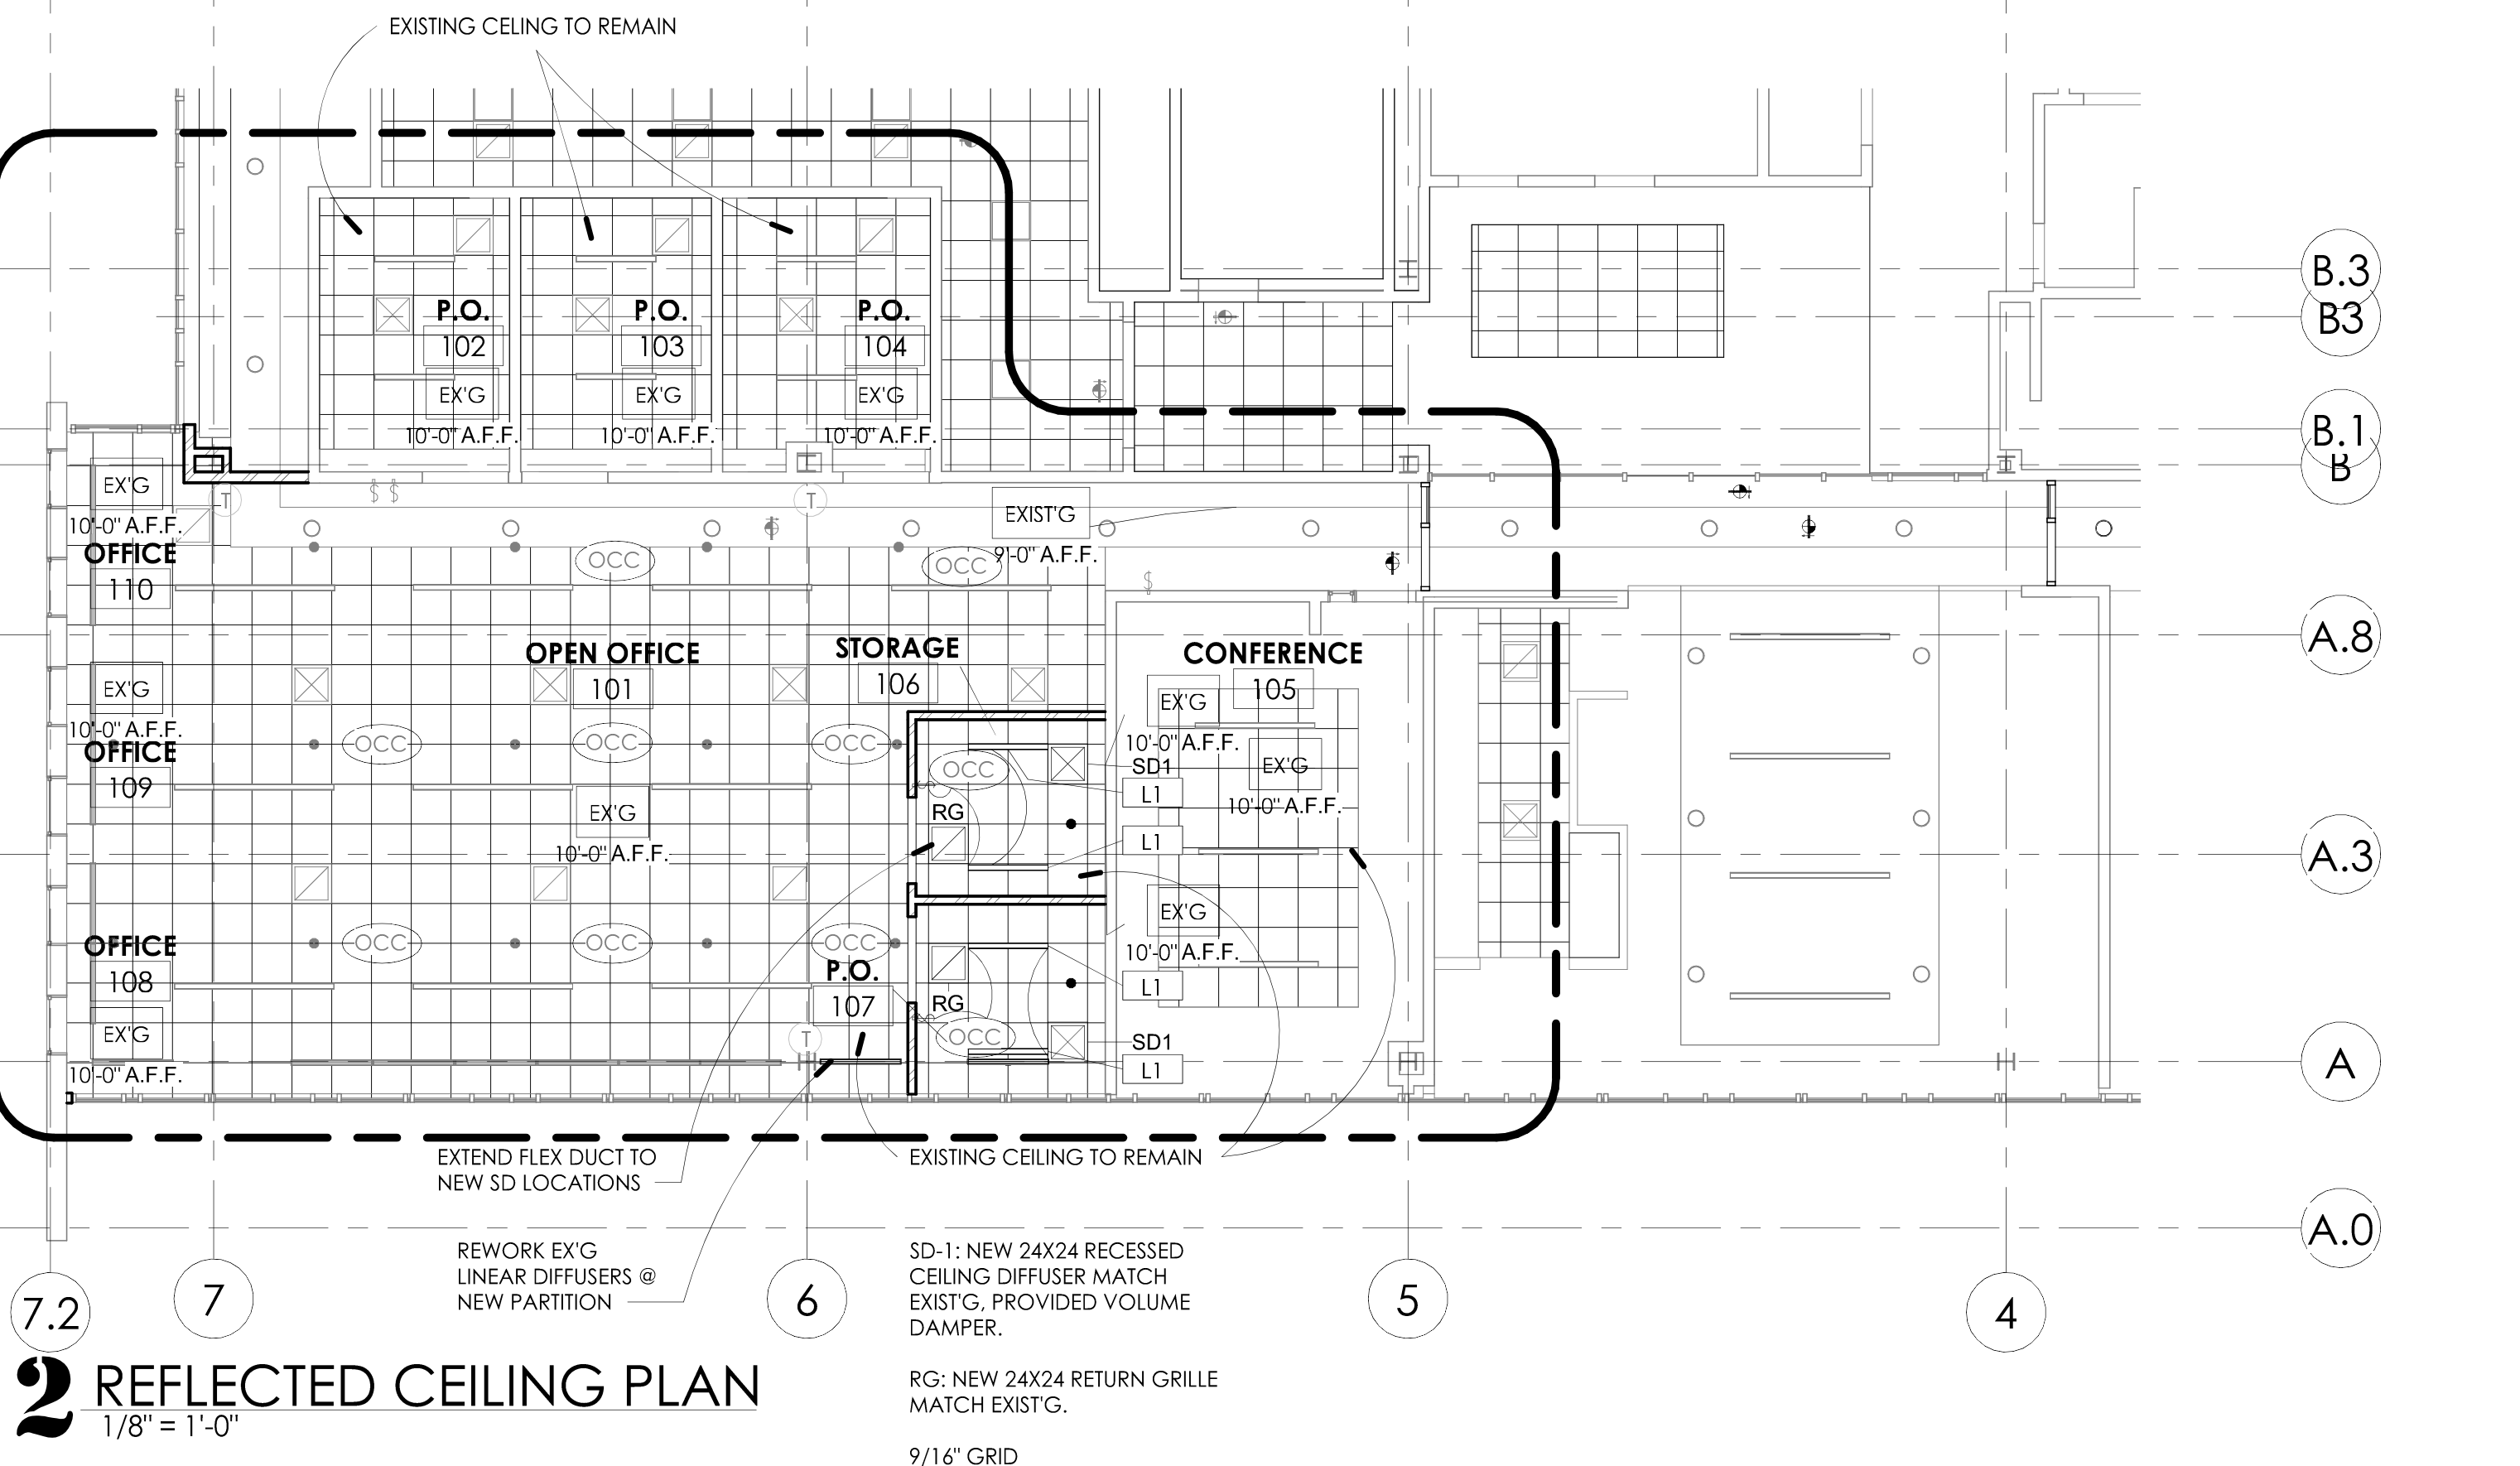 EXISTING CELING TO REMAIN
B.3
B3
P.O.
102
EX'G
10'-0" A.F.F.
P.O.
103
EX'G
10'-0" A.F.F.
P.O.
104
EX'G
10'-0" A.F.F.
B.1
B
EX'G
10'-0" A.F.F.
OFFICE
110
T
$ $
T
EXIST'G
9'-0" A.F.F.
OCC
OCC
$
A.8
OPEN OFFICE
101
STORAGE
106
CONFERENCE
105
EX'G
10'-0" A.F.F.
OFFICE
109
EX'G
10'-0" A.F.F.
EX'G
10'-0" A.F.F.
OCC
OCC
OCC
OCC
SD1
L1
RG
L1
EX'G
10'-0" A.F.F.
A.3
EX'G
10'-0" A.F.F.
OFFICE
108
EX'G
10'-0" A.F.F.
OCC
OCC
OCC
P.O.
107
RG
L1
T
OCC
SD1
L1
A
EXTEND FLEX DUCT TO
NEW SD LOCATIONS
EXISTING CEILING TO REMAIN
A.0
REWORK EX'G
LINEAR DIFFUSERS @
NEW PARTITION
SD-1: NEW 24X24 RECESSED
CEILING DIFFUSER MATCH
EXIST'G, PROVIDED VOLUME
DAMPER.
RG: NEW 24X24 RETURN GRILLE
MATCH EXIST'G.
9/16" GRID
7.2
7
6
5
4
2 REFLECTED CEILING PLAN
1/8" = 1'-0"